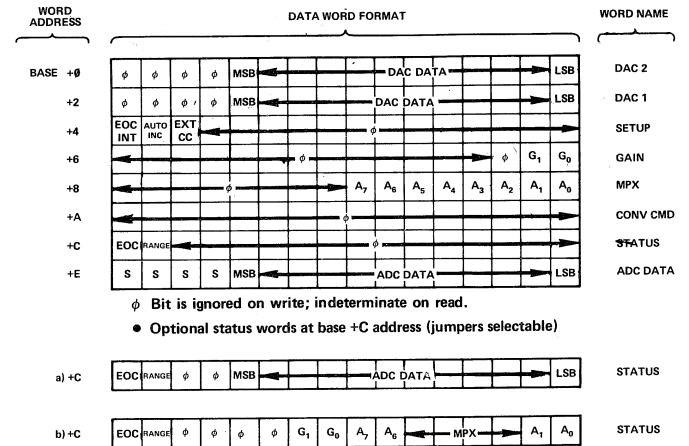 WORD ADDRESS DATA WORD FORMAT WORD NAME
BASE +0 φ φ φ φ MSB DAC DATA LSB DAC 2
+2 φ φ φ φ MSB DAC DATA LSB DAC 1
+4 EOC INT AUTO INC EXT CC φ SETUP
+6 φ φ G1 G0 GAIN
+8 φ A7 A6 A5 A4 A3 A2 A1 A0 MPX
+A φ CONV CMD
+C EOC RANGE φ STATUS
+E S S S S MSB ADC DATA LSB ADC DATA
φ Bit is ignored on write; indeterminate on read.
● Optional status words at base +C address (jumpers selectable)
a) +C EOC RANGE φ φ MSB ADC DATA LSB STATUS
b) +C EOC RANGE φ φ φ φ G1 G0 A7 A6 MPX A1 A0 STATUS